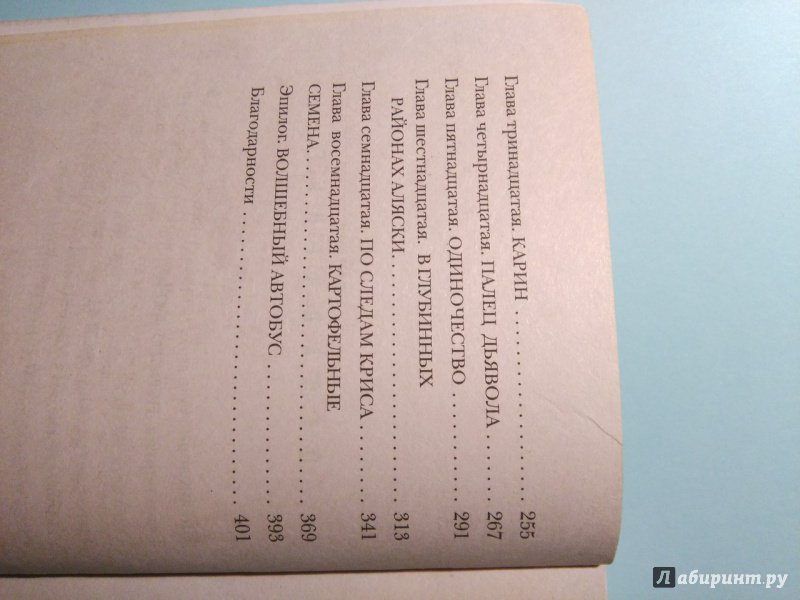 Глава тринадцатая. КАРИН . . . . . . . . . . . . . . . . . 255
Глава четырнадцатая. ПАЛЕЦ ДЬЯВОЛА . . . . . 267
Глава пятнадцатая. ОДИНОЧЕСТВО . . . . . . . . . . 291
Глава шестнадцатая. В ГЛУБИННЫХ
РАЙОНАХ АЛЯСКИ. . . . . . . . . . . . . . . . . . . . . 313
Глава семнадцатая. ПО СЛЕДАМ КРИСА . . . . . . 341
Глава восемнадцатая. КАРТОФЕЛЬНЫЕ
СЕМЕНА. . . . . . . . . . . . . . . . . . . . . . . . . . . . . 369
Эпилог. ВОЛШЕБНЫЙ АВТОБУС . . . . . . . . . . . . 393
Благодарности . . . . . . . . . . . . . . . . . . . . . . . . . . 401
Лабиринт.ру